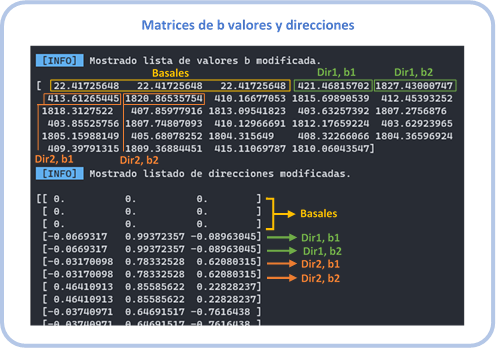 Matrices de b valores y direcciones
[INFO] Mostrado lista de valores b modificada.
Basales Dir1, b1 Dir1, b2
[ 22.41725648 22.41725648 22.41725648 421.46815702 1827.43000747
413.61265445 1820.86535754 410.16677053 1815.69890539 412.45393252
1818.3127522 407.85977916 1813.09541823 403.63257392 1807.2756876
403.85525756 1807.74807093 410.12966691 1812.17659224 403.62923965
1805.15988149 405.68078252 1804.315649 408.32266066 1804.36596924
409.39791315 1809.36884451 415.11069787 1810.06043547]
Dir2, b1 Dir2, b2
[INFO] Mostrado listado de direcciones modificadas.
[[ 0. 0. 0. ]
[ 0. 0. 0. ] Basales
[ 0. 0. 0. ]
[-0.0669317 0.99372357 -0.08963045] Dir1, b1
[-0.0669317 0.99372357 -0.08963045] Dir1, b2
[-0.03170098 0.78332528 0.62080315] Dir2, b1
[-0.03170098 0.78332528 0.62080315] Dir2, b2
[ 0.46410913 0.85585622 0.22828237]
[ 0.46410913 0.85585622 0.22828237]
[-0.03740971 0.64691517 -0.7616438 ]
[-0.03740971 0.64691517 -0.7616438 ]